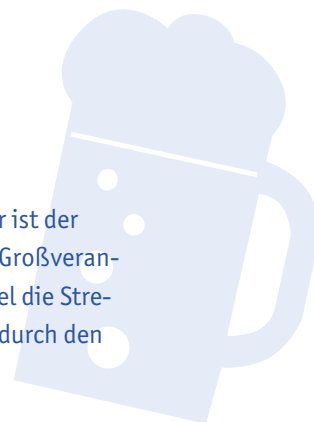 r ist der
Großveran-
el die Stre-
durch den